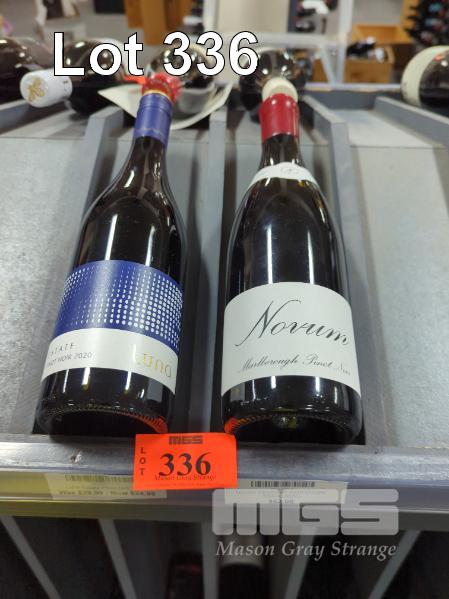 Lot 336
ESTATE
PINOT NOIR 2020
Luna
Novum
Marlborough Pinot Noir
MGS
LOT
336
Mason Gray Strange
MGS
Mason Gray Strange